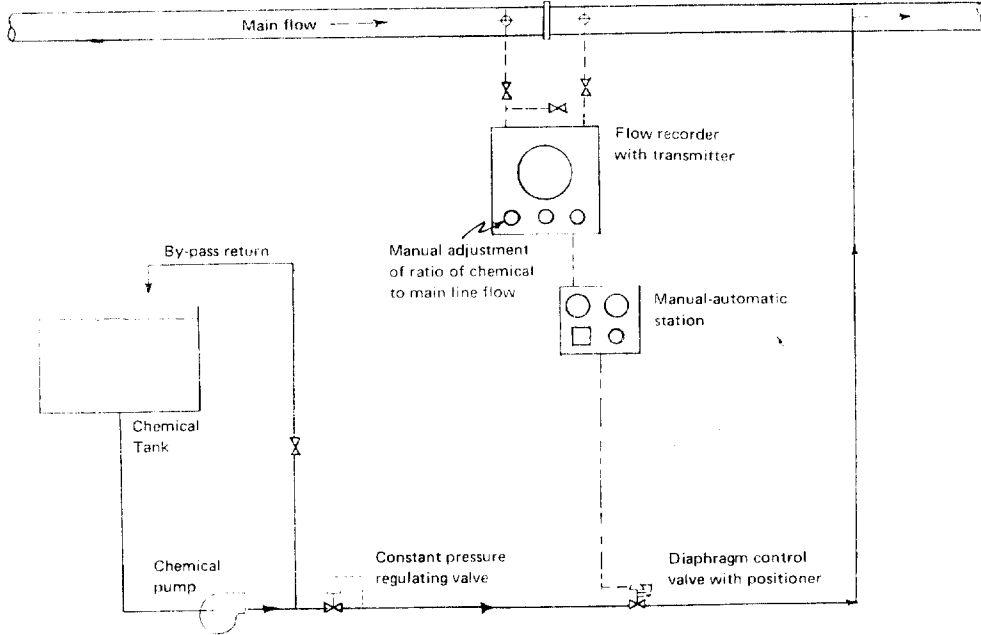 Main flow
Flow recorder
with transmitter
By-pass return
Manual adjustment
of ratio of chemical
to main line flow
Manual-automatic
station
Chemical
Tank
Chemical
pump
Constant pressure
regulating valve
Diaphragm control
valve with positioner